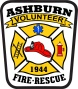 ASHBURN
VOLUNTEER
1944
FIRE-RESCUE